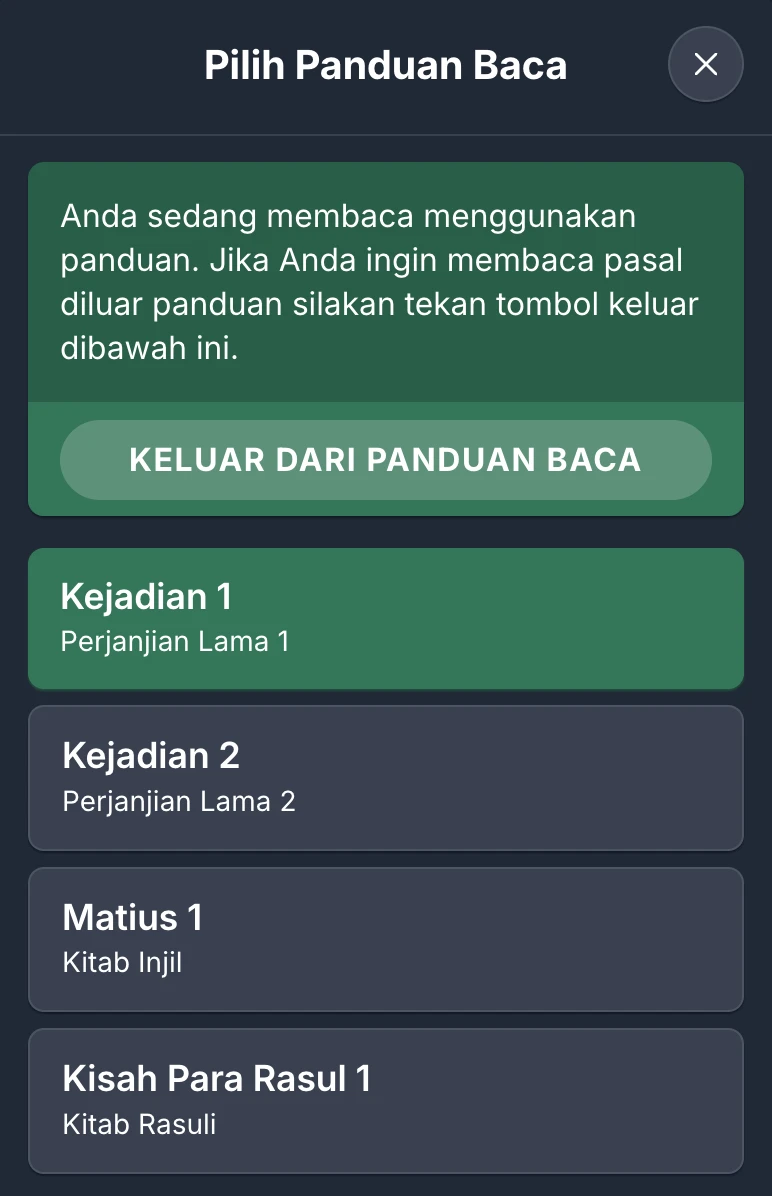 Pilih Panduan Baca
Anda sedang membaca menggunakan
panduan. Jika Anda ingin membaca pasal
diluar panduan silakan tekan tombol keluar
dibawah ini.
KELUAR DARI PANDUAN BACA
Kejadian 1
Perjanjian Lama 1
Kejadian 2
Perjanjian Lama 2
Matius 1
Kitab Injil
Kisah Para Rasul 1
Kitab Rasuli